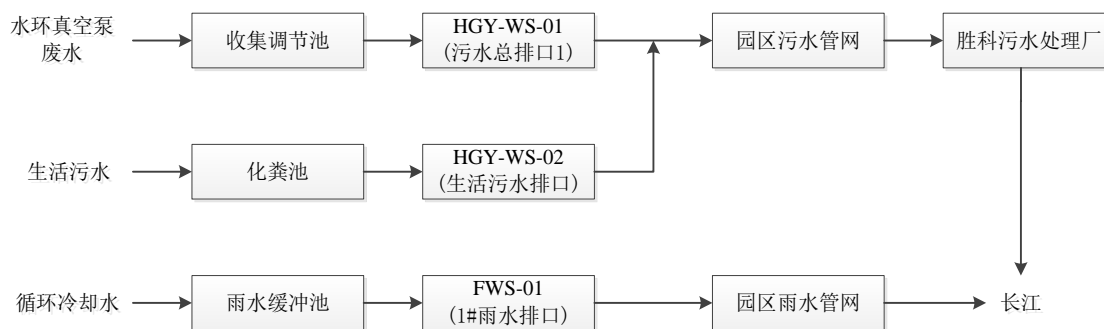 水环真空泵
废水
收集调节池
HGY-WS-01
(污水总排口1)
园区污水管网
胜科污水处理厂
生活污水
化粪池
HGY-WS-02
(生活污水排口)
循环冷却水
雨水缓冲池
FWS-01
(1#雨水排口)
园区雨水管网
长江